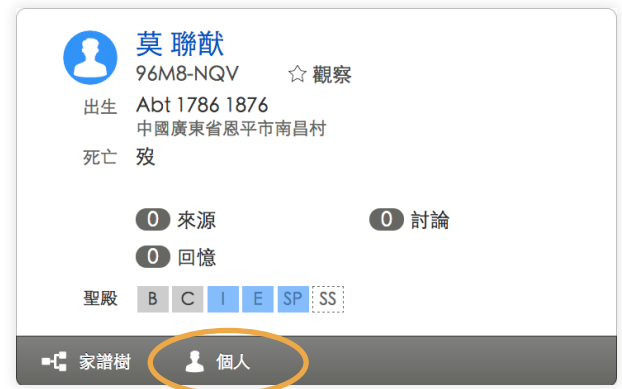 莫 聯猷
96M8-NQV ☆ 觀察
出生 Abt 1786 1876
中國廣東省恩平市南昌村
死亡 歿
0 來源 0 討論
0 回憶
聖殿 B C I E SP SS
家譜樹 個人